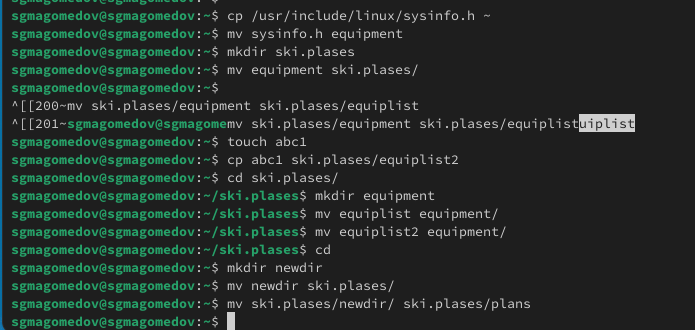 sgmagomedov@sgmagomedov:~$ cp /usr/include/linux/sysinfo.h ~
sgmagomedov@sgmagomedov:~$ mv sysinfo.h equipment
sgmagomedov@sgmagomedov:~$ mkdir ski.plases
sgmagomedov@sgmagomedov:~$ mv equipment ski.plases/
sgmagomedov@sgmagomedov:~$
^[[200~mv ski.plases/equipment ski.plases/equiplist
^[[201~sgmagomedov@sgmagomemv ski.plases/equipment ski.plases/equiplistuiplist
sgmagomedov@sgmagomedov:~$ touch abc1
sgmagomedov@sgmagomedov:~$ cp abc1 ski.plases/equiplist2
sgmagomedov@sgmagomedov:~$ cd ski.plases/
sgmagomedov@sgmagomedov:~/ski.plases$ mkdir equipment
sgmagomedov@sgmagomedov:~/ski.plases$ mv equiplist equipment/
sgmagomedov@sgmagomedov:~/ski.plases$ mv equiplist2 equipment/
sgmagomedov@sgmagomedov:~/ski.plases$ cd
sgmagomedov@sgmagomedov:~$ mkdir newdir
sgmagomedov@sgmagomedov:~$ mv newdir ski.plases/
sgmagomedov@sgmagomedov:~$ mv ski.plases/newdir/ ski.plases/plans
sgmagomedov@sgmagomedov:~$